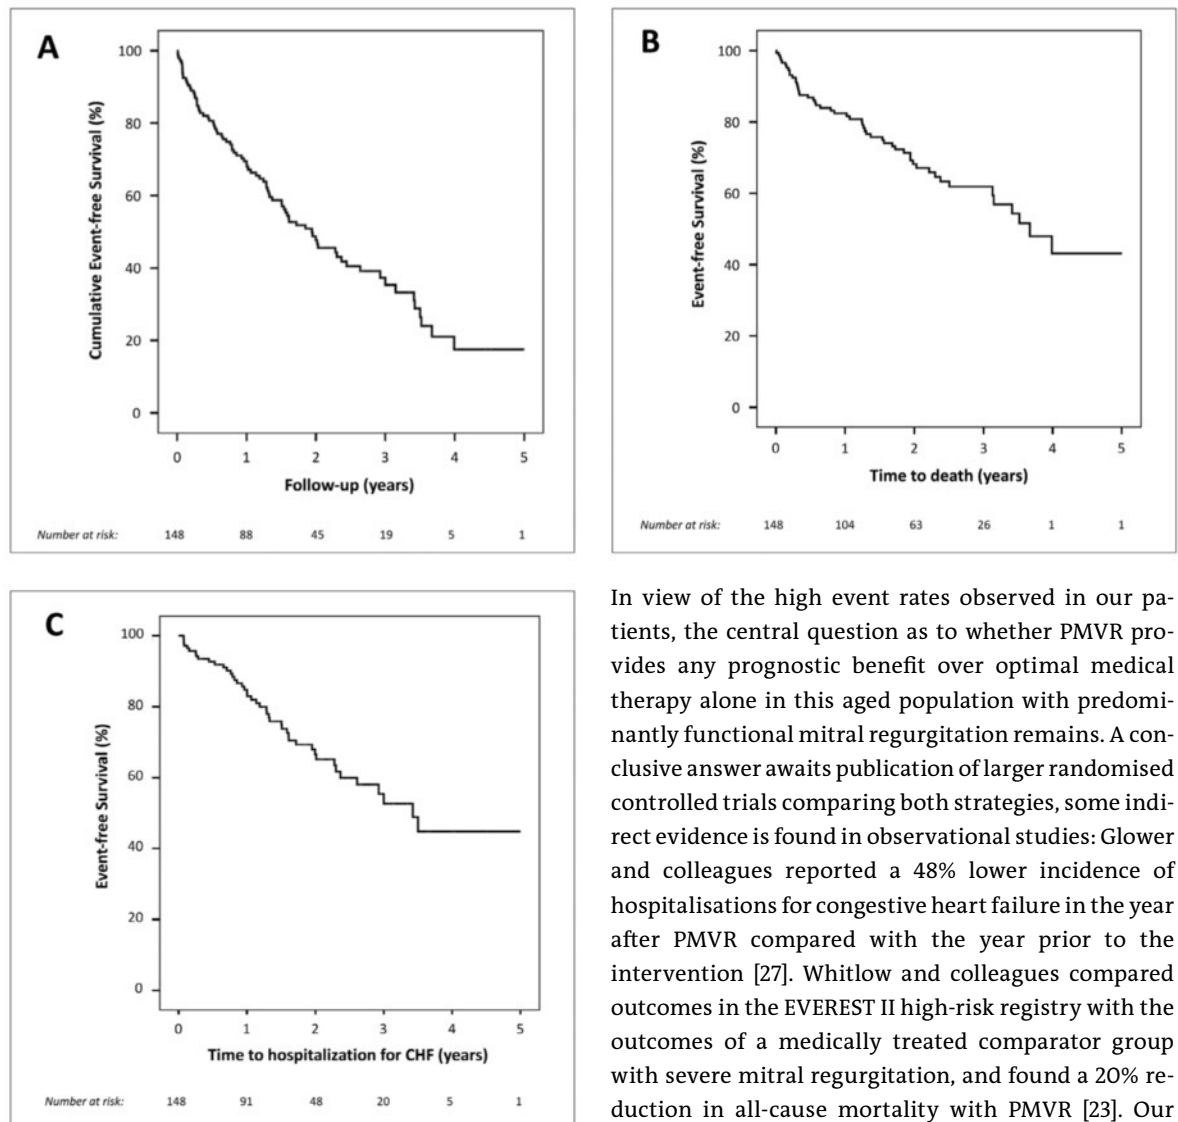 A
Cumulative Event-free Survival (%)
100
80
60
40
20
0
0 1 2 3 4 5
Follow-up (years)
Number at risk: 148 88 45 19 5 1
B
Event-free Survival (%)
100
80
60
40
20
0
0 1 2 3 4 5
Time to death (years)
Number at risk: 148 104 63 26 1 1
C
Event-free Survival (%)
100
80
60
40
20
0
0 1 2 3 4 5
Time to hospitalization for CHF (years)
Number at risk: 148 91 48 20 5 1
In view of the high event rates observed in our pa-
tients, the central question as to whether PMVR pro-
vides any prognostic benefit over optimal medical
therapy alone in this aged population with predomi-
nantly functional mitral regurgitation remains. A con-
clusive answer awaits publication of larger randomised
controlled trials comparing both strategies, some indi-
rect evidence is found in observational studies: Glower
and colleagues reported a 48% lower incidence of
hospitalisations for congestive heart failure in the year
after PMVR compared with the year prior to the
intervention [27]. Whitlow and colleagues compared
outcomes in the EVEREST II high-risk registry with the
outcomes of a medically treated comparator group
with severe mitral regurgitation, and found a 20% re-
duction in all-cause mortality with PMVR [23]. Our